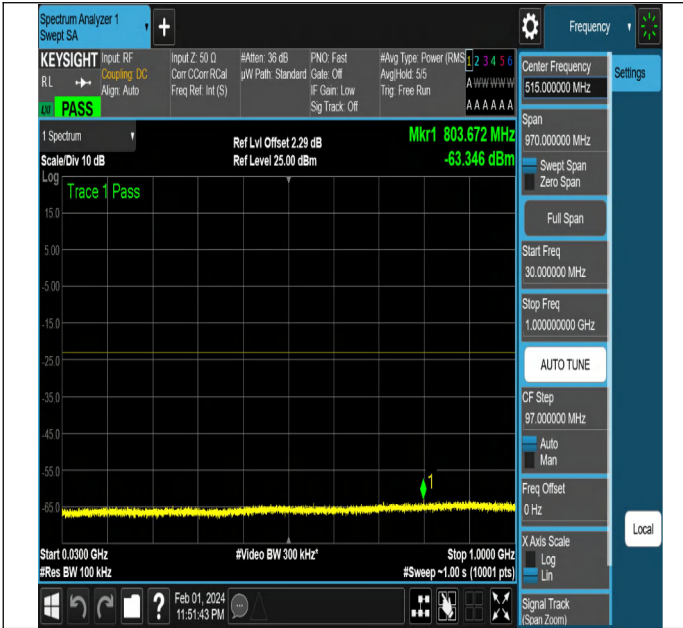 Spectrum Analyzer 1
Swept SA
+
Frequency
KEYSIGHT
RL
LXI
PASS
Input: RF
Coupling: DC
Align: Auto
Input Z: 50 Ω
Corr CCorr RCal
Freq Ref: Int (S)
#Atten: 36 dB
µW Path: Standard
PNO: Fast
Gate: Off
IF Gain: Low
Sig Track: Off
#Avg Type: Power (RMS
Avg|Hold: 5/5
Trig: Free Run
1 2 3 4 5 6
A W W W W W
A A A A A A
1 Spectrum
Scale/Div 10 dB
Ref Lvl Offset 2.29 dB
Ref Level 25.00 dBm
Mkr1 803.672 MHz
-63.346 dBm
Log
Trace 1 Pass
15.0
5.00
-5.00
-15.0
-25.0
-35.0
-45.0
-55.0
-65.0
1
Start 0.0300 GHz
#Res BW 100 kHz
#Video BW 300 kHz*
Stop 1.0000 GHz
#Sweep ~1.00 s (10001 pts)
?
Feb 01, 2024
11:51:43 PM
Center Frequency
515.000000 MHz
Span
970.000000 MHz
Swept Span
Zero Span
Full Span
Start Freq
30.000000 MHz
Stop Freq
1.000000000 GHz
AUTO TUNE
CF Step
97.000000 MHz
Auto
Man
Freq Offset
0 Hz
X Axis Scale
Log
Lin
Signal Track
(Span Zoom)
Settings
Local